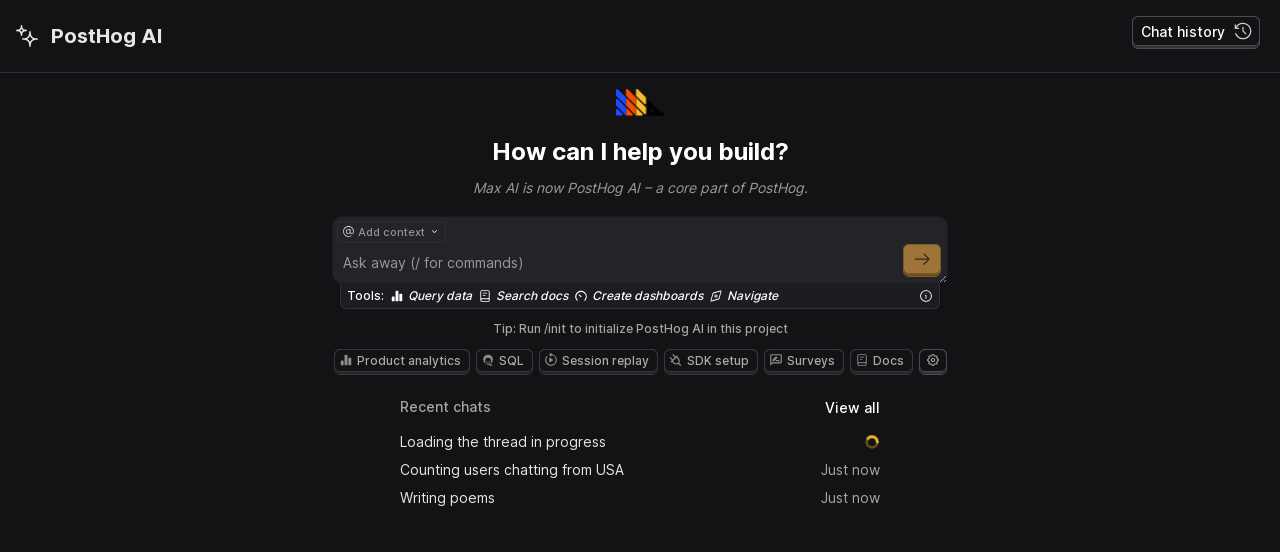 PostHog AI
Chat history
How can I help you build?
Max AI is now PostHog AI – a core part of PostHog.
@ Add context
Ask away (/ for commands)
Tools: Query data Search docs Create dashboards Navigate
Tip: Run /init to initialize PostHog AI in this project
Product analytics SQL Session replay SDK setup Surveys Docs
Recent chats View all
Loading the thread in progress
Counting users chatting from USA Just now
Writing poems Just now